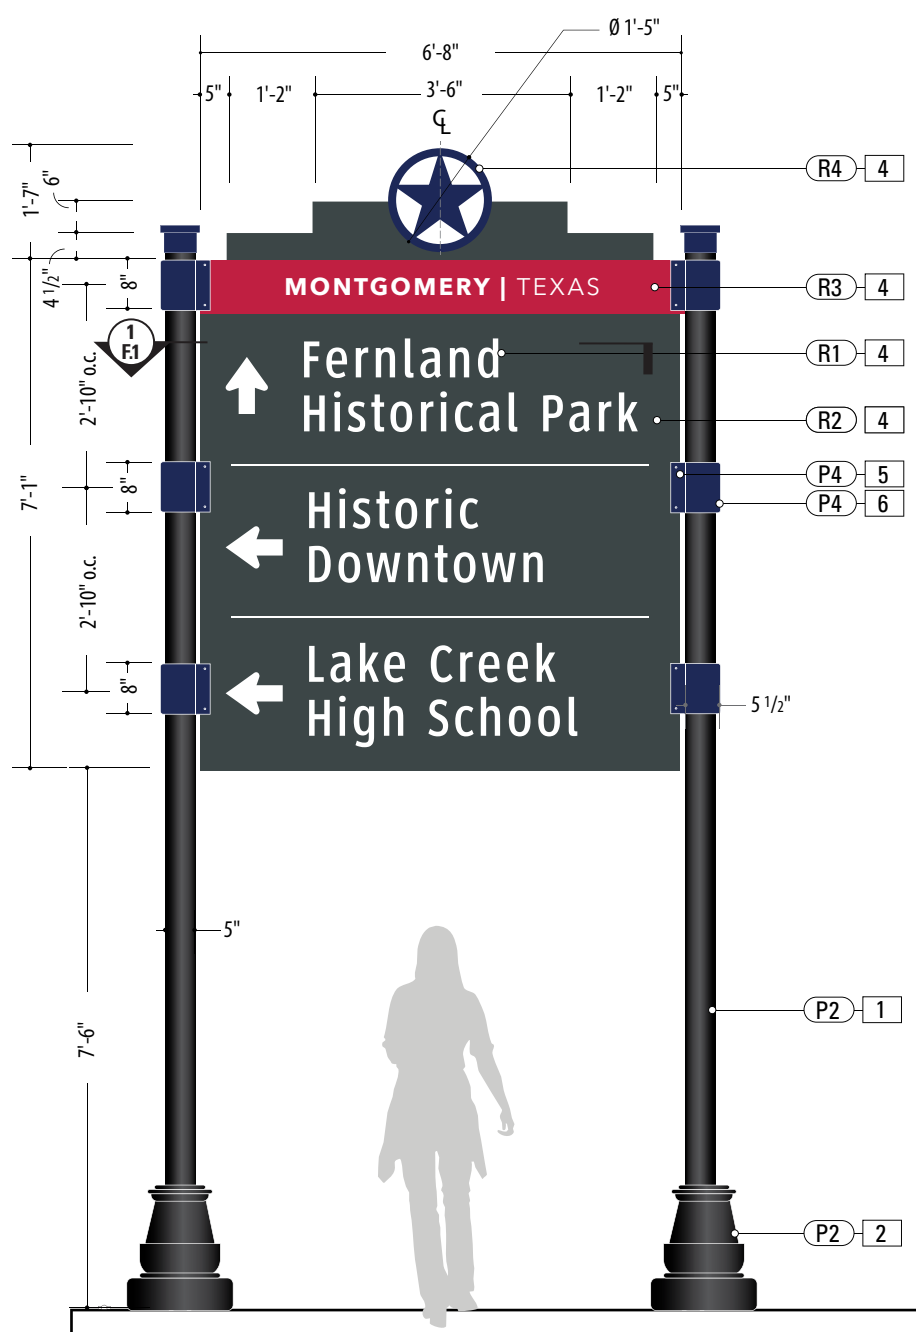 Ø 1'-5"
6'-8"
5" 1'-2" 3'-6" 1'-2" 5"
CL
R4 4
1'-7" 6"
4 1/2" 8"
MONTGOMERY | TEXAS
R3 4
1
F.1
Fernland
Historical Park
R1 4
2'-10" o.c.
R2 4
7'-1"
8"
P4 5
P4 6
Historic
Downtown
2'-10" o.c.
Lake Creek
High School
8"
5 1/2"
5"
7'-6"
P2 1
P2 2